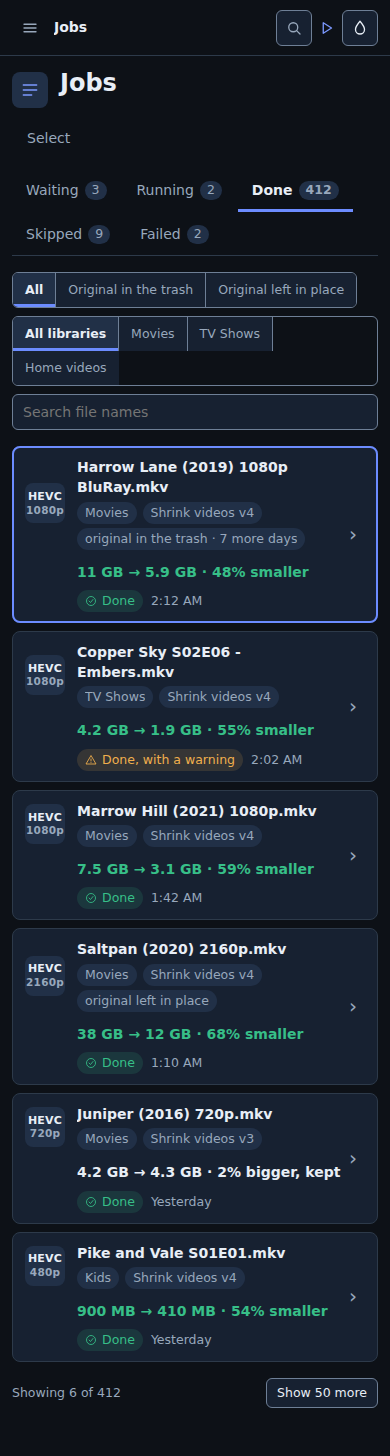 Jobs
Jobs
Select
Waiting 3 Running 2 Done 412
Skipped 9 Failed 2
All Original in the trash Original left in place
All libraries Movies TV Shows
Home videos
Search file names
Harrow Lane (2019) 1080p
BluRay.mkv
HEVC
1080p
Movies Shrink videos v4
original in the trash · 7 more days
11 GB → 5.9 GB · 48% smaller
Done 2:12 AM
Copper Sky S02E06 -
Embers.mkv
HEVC
1080p
TV Shows Shrink videos v4
4.2 GB → 1.9 GB · 55% smaller
Done, with a warning 2:02 AM
Marrow Hill (2021) 1080p.mkv
HEVC
1080p
Movies Shrink videos v4
7.5 GB → 3.1 GB · 59% smaller
Done 1:42 AM
Saltpan (2020) 2160p.mkv
HEVC
2160p
Movies Shrink videos v4
original left in place
38 GB → 12 GB · 68% smaller
Done 1:10 AM
Juniper (2016) 720p.mkv
HEVC
720p
Movies Shrink videos v3
4.2 GB → 4.3 GB · 2% bigger, kept
Done Yesterday
Pike and Vale S01E01.mkv
HEVC
480p
Kids Shrink videos v4
900 MB → 410 MB · 54% smaller
Done Yesterday
Showing 6 of 412 Show 50 more